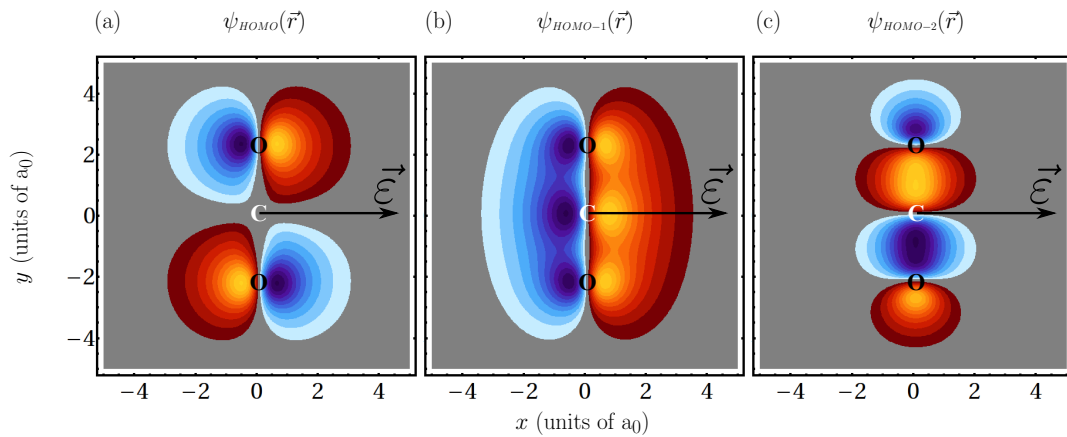 (a) ψHOMO(r⃗) (b) ψHOMO−1(r⃗) (c) ψHOMO−2(r⃗)
4
2
0
−2
−4
y (units of a0)
O
C
O
ε⃗
O
C
O
ε⃗
O
C
O
ε⃗
−4 −2 0 2 4 −4 −2 0 2 4 −4 −2 0 2 4
x (units of a0)